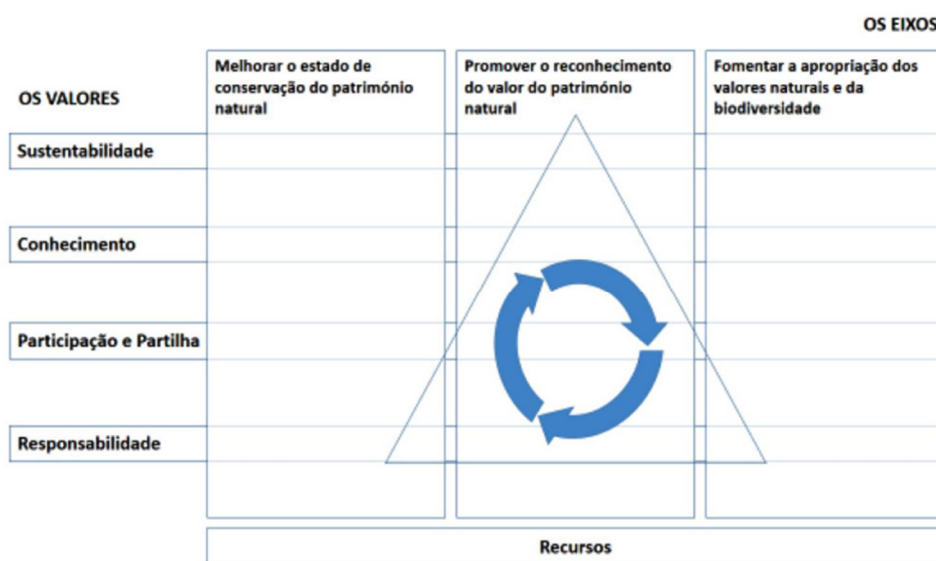 OS EIXOS
OS VALORES
Melhorar o estado de
conservação do património
natural
Promover o reconhecimento
do valor do património
natural
Fomentar a apropriação dos
valores naturais e da
biodiversidade
Sustentabilidade
Conhecimento
Participação e Partilha
Responsabilidade
Recursos